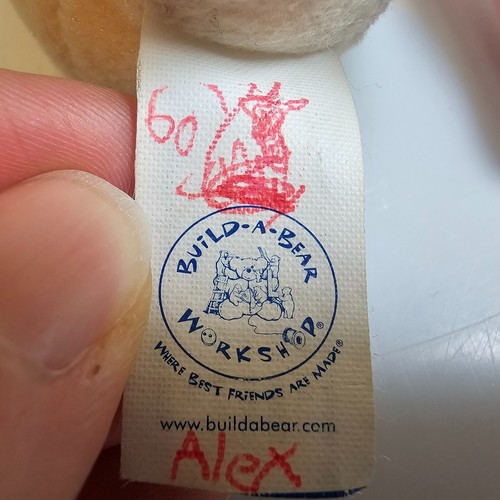 60
BUILD-A-BEAR
WORKSHOP®
WHERE BEST FRIENDS ARE MADE®
www.buildabear.com
Alex